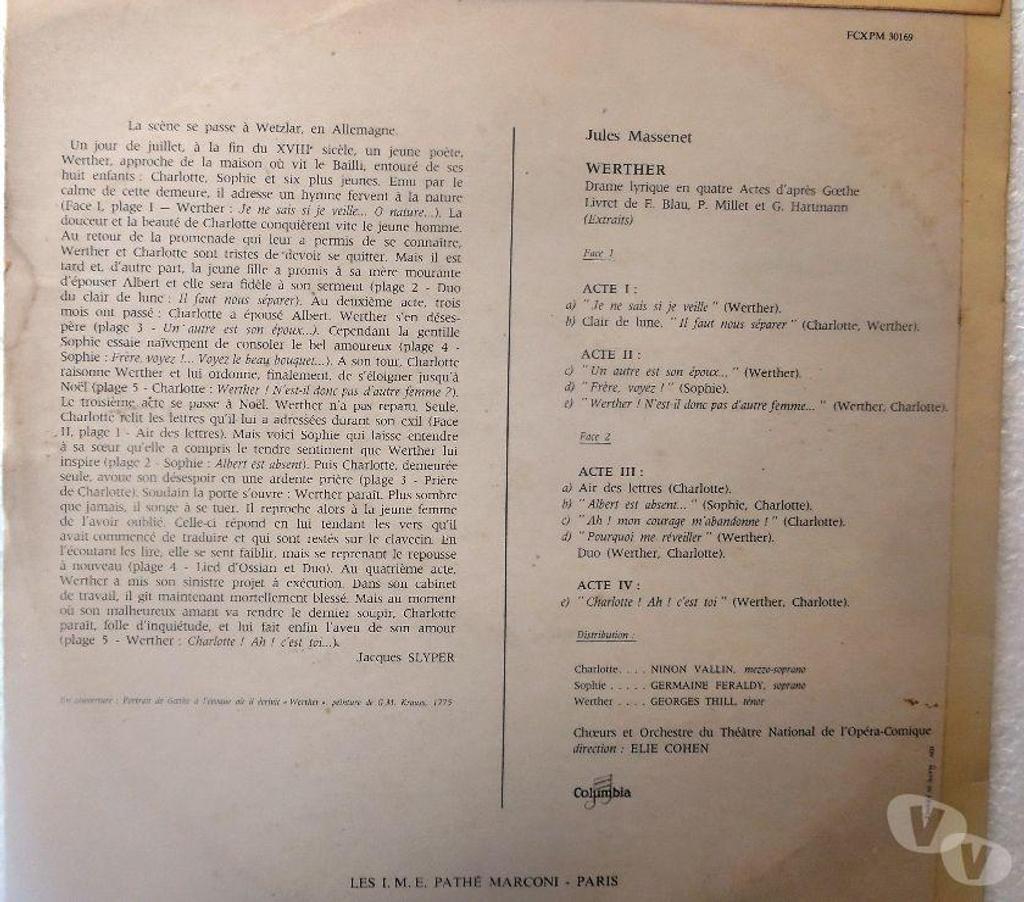 FCXPM 30169
La scène se passe à Wetzlar, en Allemagne.
Un jour de juillet, à la fin du XVIIIe siècle, un jeune poète,
Werther, approche de la maison où vit le Bailli, entouré de ses
huit enfants : Charlotte, Sophie et six plus jeunes. Emu par le
calme de cette demeure, il adresse un hymne fervent à la nature
(Face I, plage 1 — Werther : Je ne sais si je veille... O nature...). La
douceur et la beauté de Charlotte conquièrent vite le jeune homme.
Au retour de la promenade qui leur a permis de se connaître,
Werther et Charlotte sont tristes de devoir se quitter. Mais il est
tard et, d'autre part, la jeune fille a promis à sa mère mourante
d'épouser Albert et elle sera fidèle à son serment (plage 2 - Duo
du clair de lune : Il faut nous séparer). Au deuxième acte, trois
mois ont passé : Charlotte a épousé Albert. Werther s'en déses-
père (plage 3 - Un autre est son époux...). Cependant la gentille
Sophie essaie naïvement de consoler le bel amoureux (plage 4 -
Sophie : Frère, voyez !... Voyez le beau bouquet...). A son tour, Charlotte
raisonne Werther et lui ordonne, finalement, de s'éloigner jusqu'à
Noël (plage 5 - Charlotte : Werther ! N'est-il donc pas d'autre femme ?).
Le troisième acte se passe à Noël. Werther n'a pas reparu. Seule,
Charlotte relit les lettres qu'il lui a adressées durant son exil (Face
II, plage 1 - Air des lettres). Mais voici Sophie qui laisse entendre
à sa sœur qu'elle a compris le tendre sentiment que Werther lui
inspire (plage 2 - Sophie : Albert est absent). Puis Charlotte, demeurée
seule, avoue son désespoir en une ardente prière (plage 3 - Prière
de Charlotte). Soudain la porte s'ouvre : Werther paraît. Plus sombre
que jamais, il songe à se tuer. Il reproche alors à la jeune femme
de l'avoir oublié. Celle-ci répond en lui tendant les vers qu'il
avait commencé de traduire et qui sont restés sur le clavecin. En
l'écoutant les lire, elle se sent faiblir, mais se reprenant le repousse
à nouveau (plage 4 - Lied d'Ossian et Duo). Au quatrième acte,
Werther a mis son sinistre projet à exécution. Dans son cabinet
de travail, il gît maintenant mortellement blessé. Mais au moment
où son malheureux amant va rendre le dernier soupir, Charlotte
paraît, folle d'inquiétude, et lui fait enfin l'aveu de son amour
(plage 5 - Werther : Charlotte ! Ah ! c'est toi...).
Jacques SLYPER
En couverture : Portrait de Gœthe à l'époque où il écrivit « Werther », peinture de G.M. Kraus, 1775
Jules Massenet
WERTHER
Drame lyrique en quatre Actes d'après Gœthe
Livret de E. Blau, P. Millet et G. Hartmann
(Extraits)
Face 1
ACTE I :
a) "Je ne sais si je veille" (Werther).
b) Clair de lune, "Il faut nous séparer" (Charlotte, Werther).
ACTE II :
c) "Un autre est son époux..." (Werther).
d) "Frère, voyez !" (Sophie).
e) "Werther ! N'est-il donc pas d'autre femme..." (Werther, Charlotte).
Face 2
ACTE III :
a) Air des lettres (Charlotte).
b) "Albert est absent..." (Sophie, Charlotte).
c) "Ah ! mon courage m'abandonne !" (Charlotte).
d) "Pourquoi me réveiller" (Werther).
Duo (Werther, Charlotte).
ACTE IV :
e) "Charlotte ! Ah ! c'est toi" (Werther, Charlotte).
Distribution :
Charlotte. . . . NINON VALLIN, mezzo-soprano
Sophie . . . . . GERMAINE FERALDY, soprano
Werther . . . . GEORGES THILL, ténor
Chœurs et Orchestre du Théâtre National de l'Opéra-Comique
direction : ELIE COHEN
Columbia
LES I. M. E. PATHÉ MARCONI - PARIS
VV